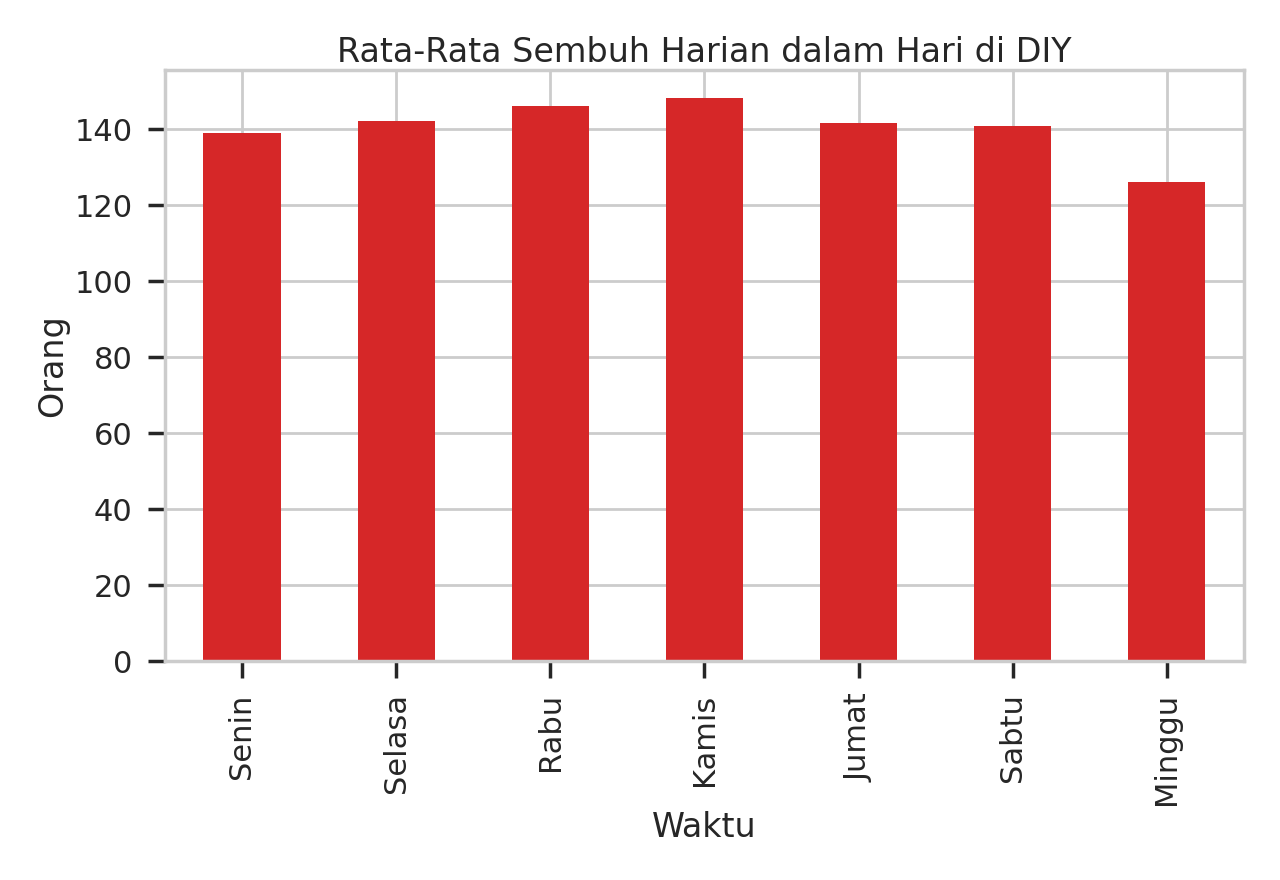 Rata-Rata Sembuh Harian dalam Hari di DIY
140
120
100
80
60
40
20
0
Orang
Senin
Selasa
Rabu
Kamis
Jumat
Sabtu
Minggu
Waktu